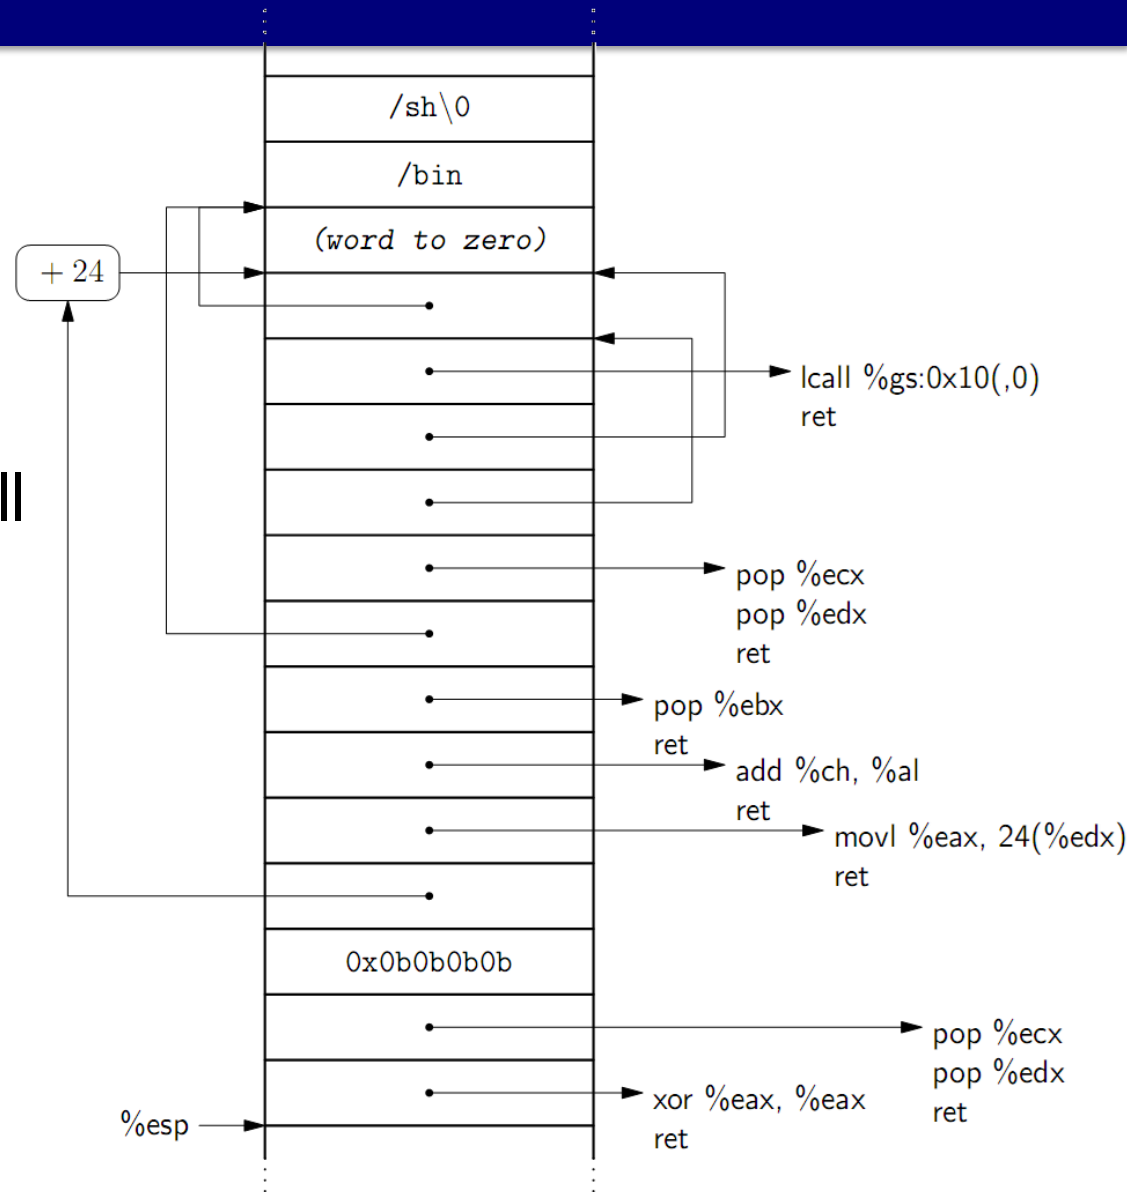 /sh\0
/bin
(word to zero)
+ 24
lcall %gs:0x10(,0)
ret
pop %ecx
pop %edx
ret
pop %ebx
ret
add %ch, %al
ret
movl %eax, 24(%edx)
ret
0x0b0b0b0b
pop %ecx
pop %edx
ret
xor %eax, %eax
ret
%esp